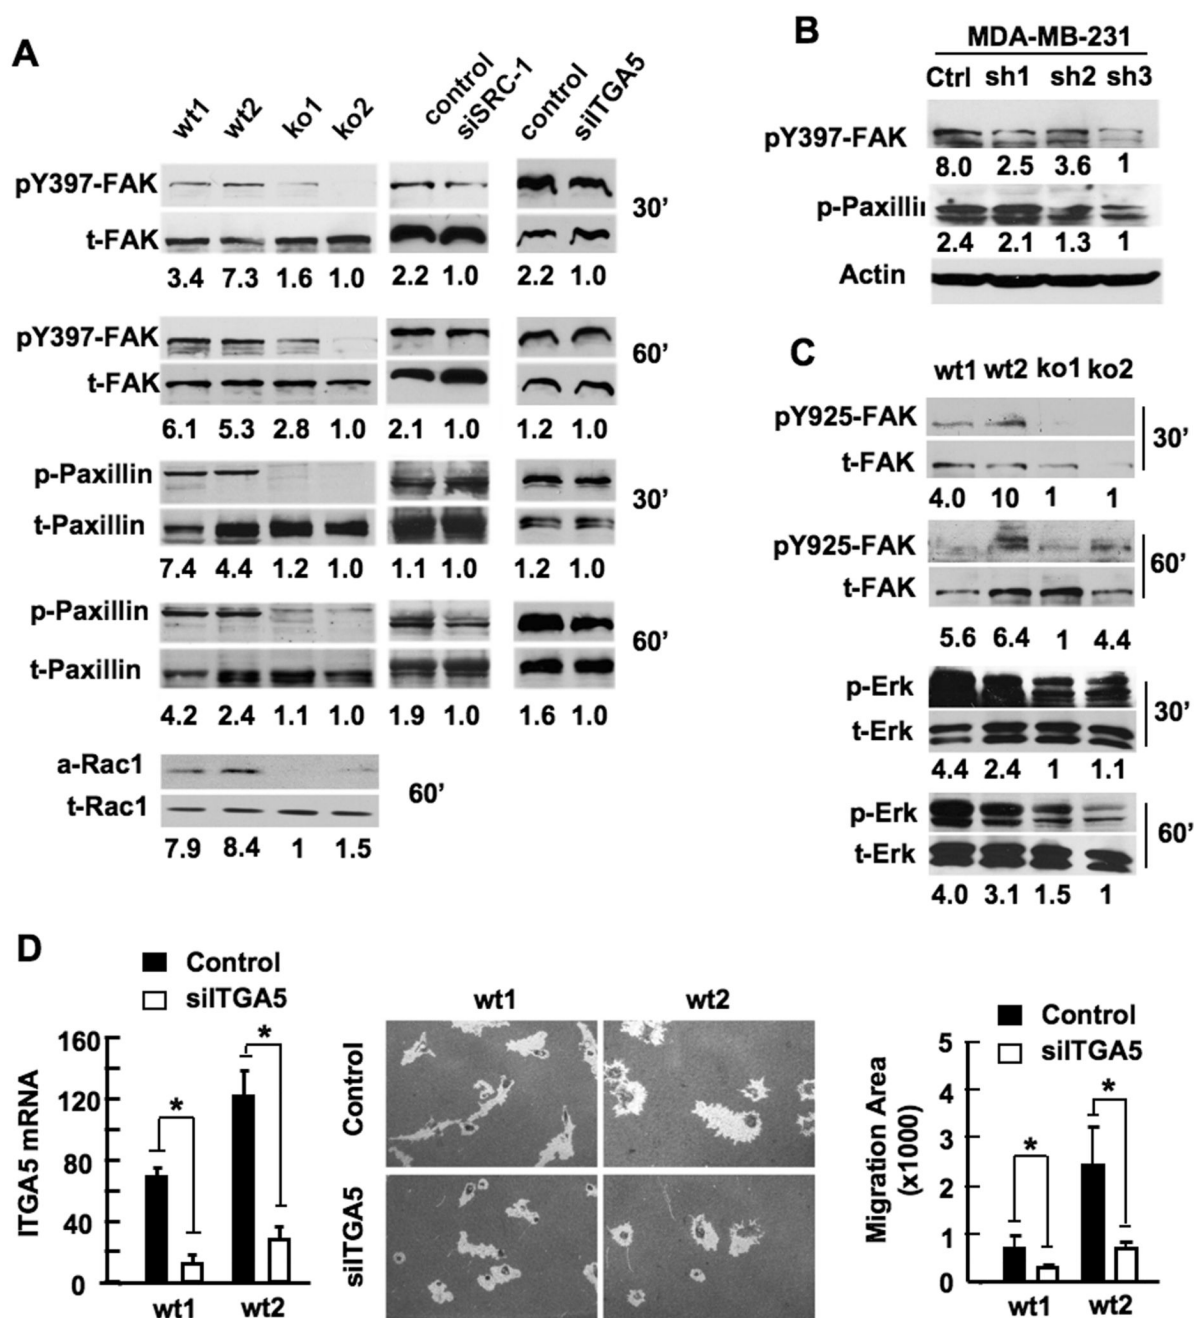 A
wt1 wt2 ko1 ko2 control siSRC-1 control siITGA5
pY397-FAK
30’
t-FAK
3.4 7.3 1.6 1.0 2.2 1.0 2.2 1.0
pY397-FAK
60’
t-FAK
6.1 5.3 2.8 1.0 2.1 1.0 1.2 1.0
p-Paxillin
30’
t-Paxillin
7.4 4.4 1.2 1.0 1.1 1.0 1.2 1.0
p-Paxillin
60’
t-Paxillin
4.2 2.4 1.1 1.0 1.9 1.0 1.6 1.0
a-Rac1
60’
t-Rac1
7.9 8.4 1 1.5
B
MDA-MB-231
Ctrl sh1 sh2 sh3
pY397-FAK
8.0 2.5 3.6 1
p-Paxillin
2.4 2.1 1.3 1
Actin
C
wt1 wt2 ko1 ko2
pY925-FAK
30’
t-FAK
4.0 10 1 1
pY925-FAK
60’
t-FAK
5.6 6.4 1 4.4
p-Erk
30’
t-Erk
4.4 2.4 1 1.1
p-Erk
60’
t-Erk
4.0 3.1 1.5 1
D
Control
siITGA5
ITGA5 mRNA
160
120
80
40
0
* *
wt1 wt2
wt1 wt2
Control
siITGA5
Control
siITGA5
Migration Area
(x1000)
5
4
3
2
1
0
* *
wt1 wt2